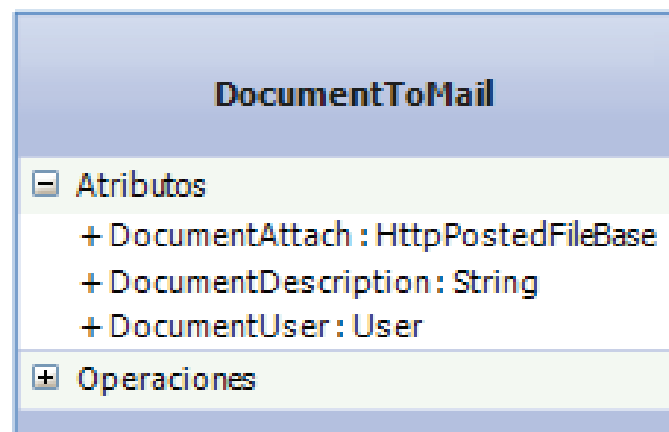 DocumentToMail
Atributos
+ DocumentAttach : HttpPostedFileBase
+ DocumentDescription : String
+ DocumentUser : User
Operaciones